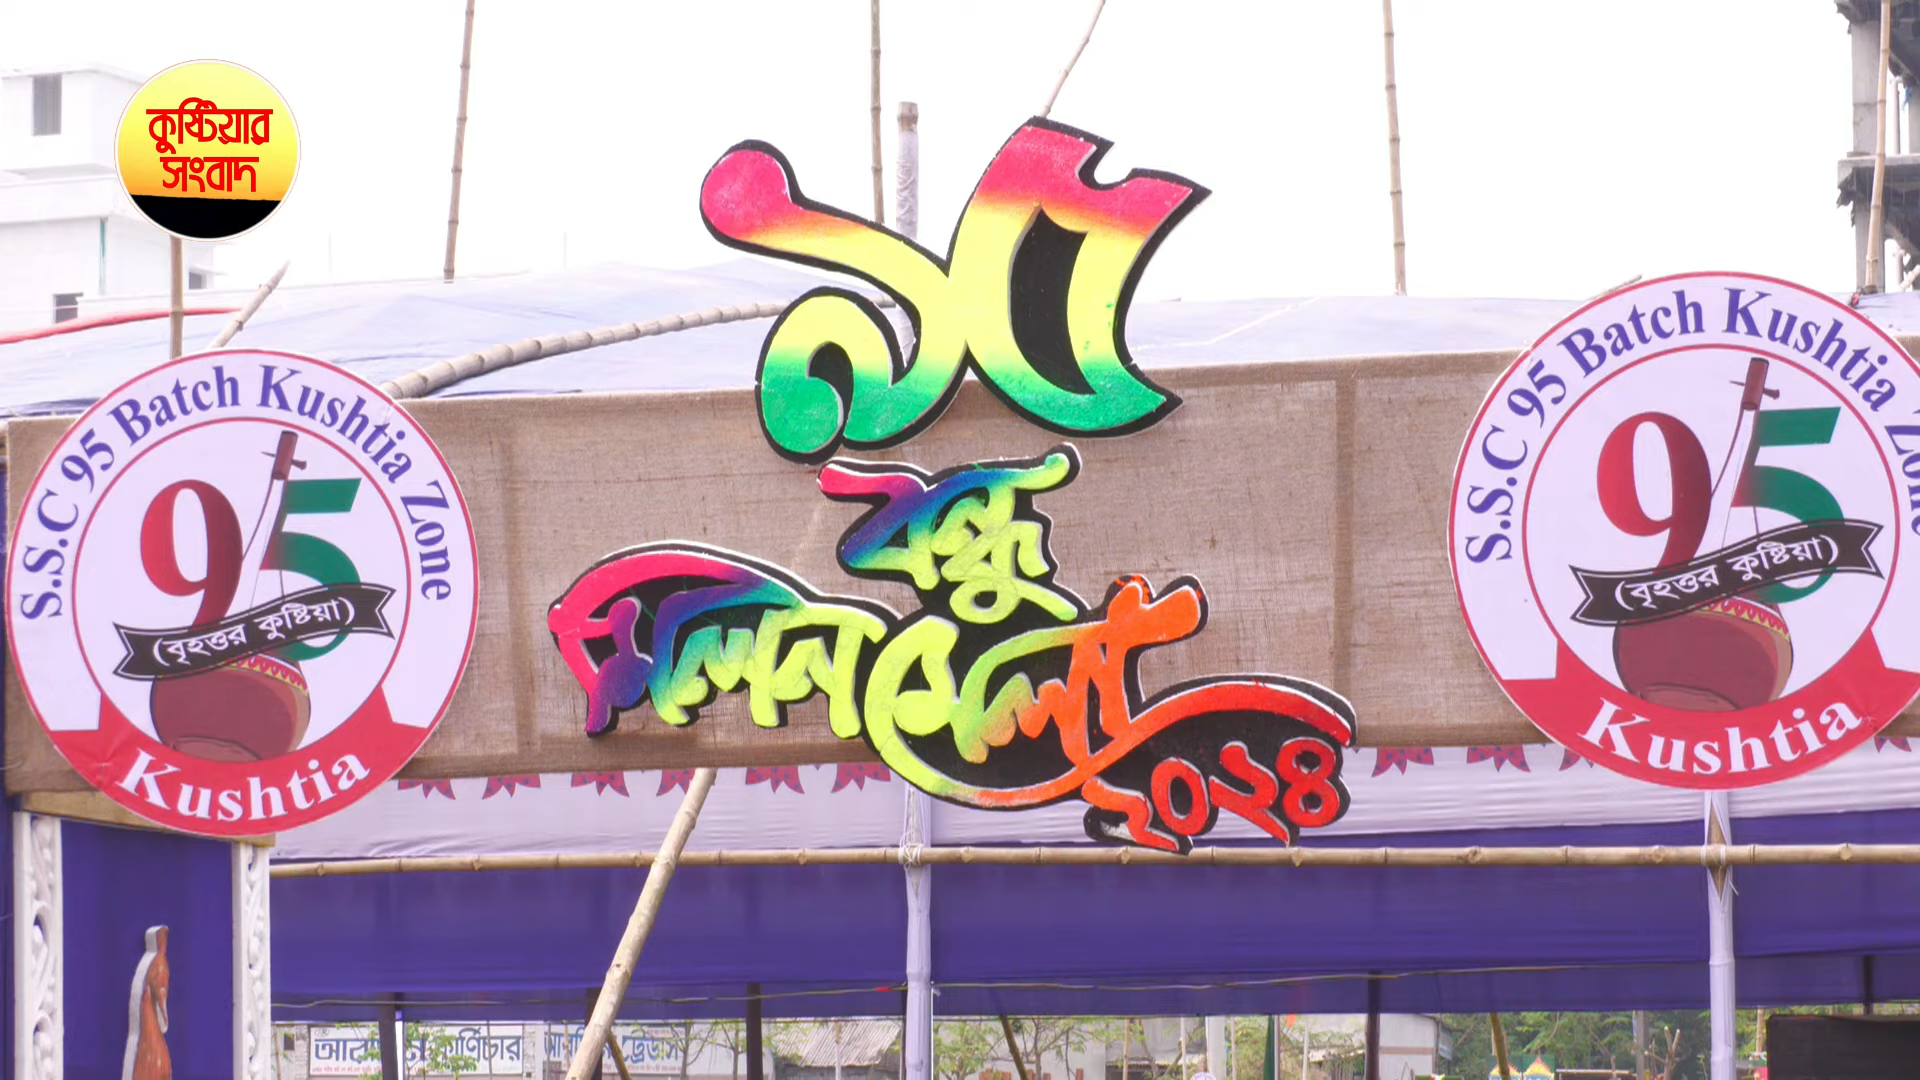 কুষ্টিয়ার
সংবাদ
S.S.C 95 Batch Kushtia Zone
95
(বৃহত্তর কুষ্টিয়া)
Kushtia
বন্ধু
মিলনমেলা
২০২৪
S.S.C 95 Batch Kushtia Zone
95
(বৃহত্তর কুষ্টিয়া)
Kushtia